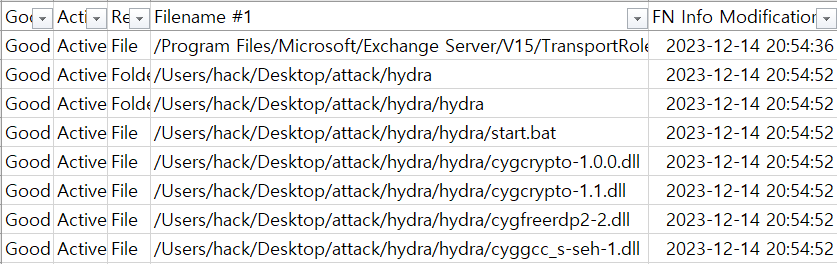 Good Active Re Filename #1 FN Info Modification
Good Active File /Program Files/Microsoft/Exchange Server/V15/TransportRole 2023-12-14 20:54:36
Good Active Folde /Users/hack/Desktop/attack/hydra 2023-12-14 20:54:52
Good Active Folde /Users/hack/Desktop/attack/hydra/hydra 2023-12-14 20:54:52
Good Active File /Users/hack/Desktop/attack/hydra/hydra/start.bat 2023-12-14 20:54:52
Good Active File /Users/hack/Desktop/attack/hydra/hydra/cygcrypto-1.0.0.dll 2023-12-14 20:54:52
Good Active File /Users/hack/Desktop/attack/hydra/hydra/cygcrypto-1.1.dll 2023-12-14 20:54:52
Good Active File /Users/hack/Desktop/attack/hydra/hydra/cygfreerdp2-2.dll 2023-12-14 20:54:52
Good Active File /Users/hack/Desktop/attack/hydra/hydra/cyggcc_s-seh-1.dll 2023-12-14 20:54:52